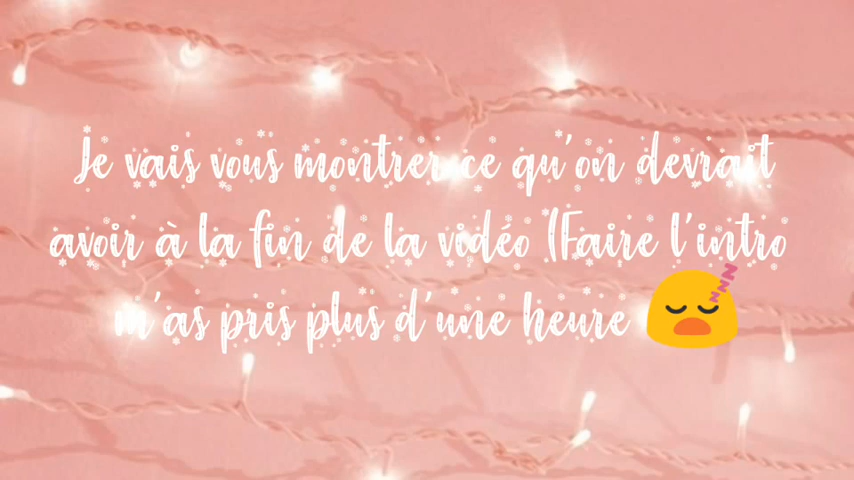 Je vais vous montrer ce qu'on devrait
avoir à la fin de la vidéo (Faire l'intro
m'as pris plus d'une heure 😴